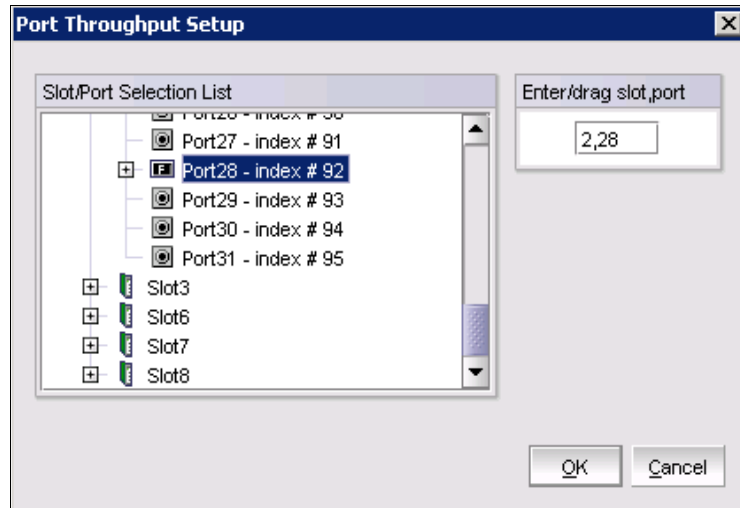 Port Throughput Setup
Slot/Port Selection List
Enter/drag slot,port
Port27 - index # 91
2,28
F
Port28 - index # 92
Port29 - index # 93
Port30 - index # 94
Port31 - index # 95
Slot3
Slot6
Slot7
Slot8
OK
Cancel